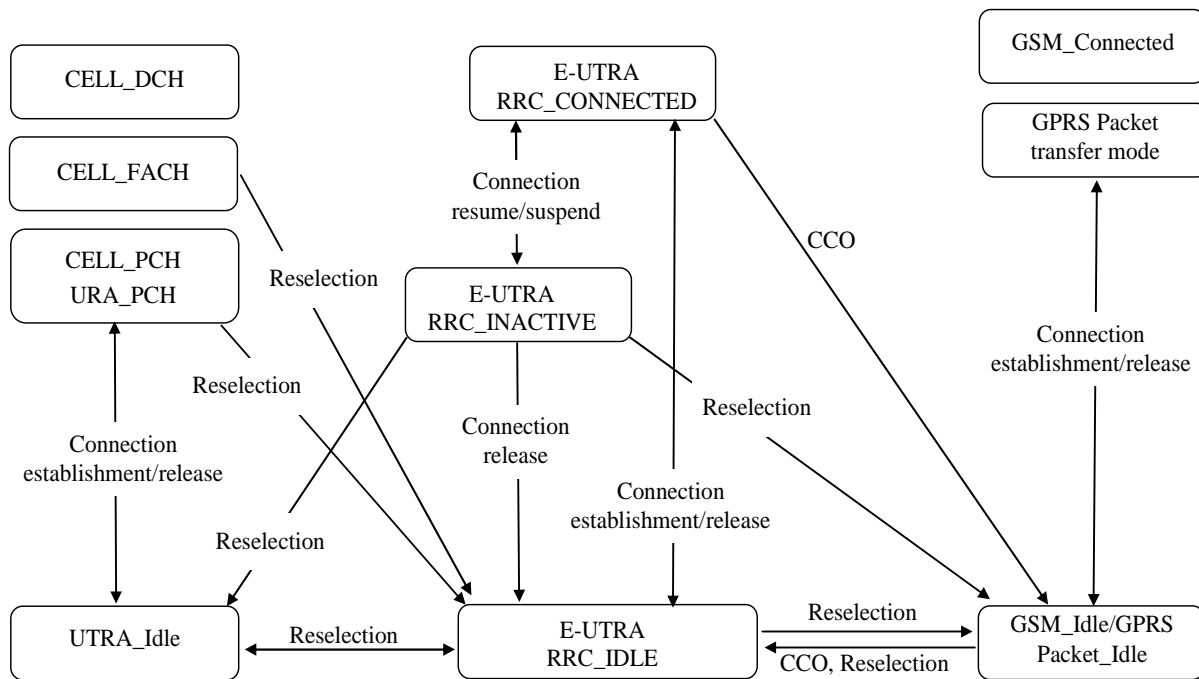 GSM_Connected
CELL_DCH
E-UTRA
RRC_CONNECTED
GPRS Packet
transfer mode
CELL_FACH
Connection
resume/suspend
CCO
CELL_PCH
URA_PCH
Reselection
E-UTRA
RRC_INACTIVE
Connection
establishment/release
Reselection
Reselection
Connection
release
Connection
establishment/release
Connection
establishment/release
Reselection
UTRA_Idle
Reselection
E-UTRA
RRC_IDLE
Reselection
CCO, Reselection
GSM_Idle/GPRS
Packet_Idle